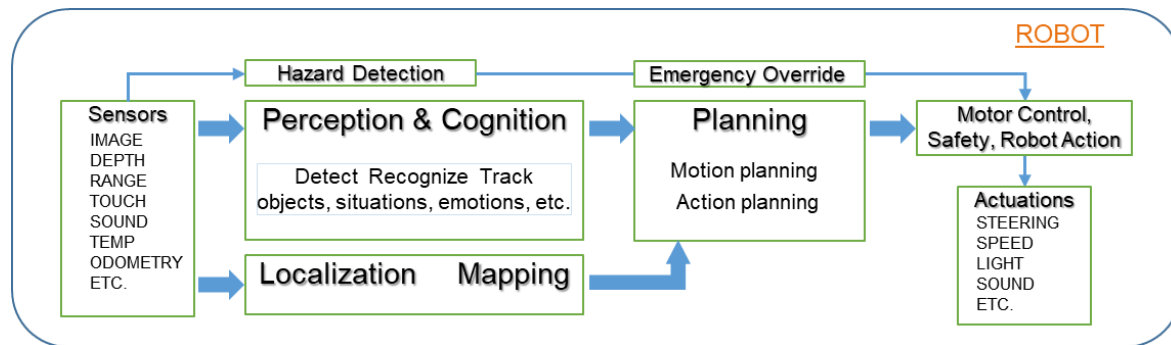 ROBOT
Hazard Detection
Emergency Override
Sensors
IMAGE
DEPTH
RANGE
TOUCH
SOUND
TEMP
ODOMETRY
ETC.
Perception & Cognition
Detect Recognize Track
objects, situations, emotions, etc.
Localization Mapping
Planning
Motion planning
Action planning
Motor Control,
Safety, Robot Action
Actuations
STEERING
SPEED
LIGHT
SOUND
ETC.